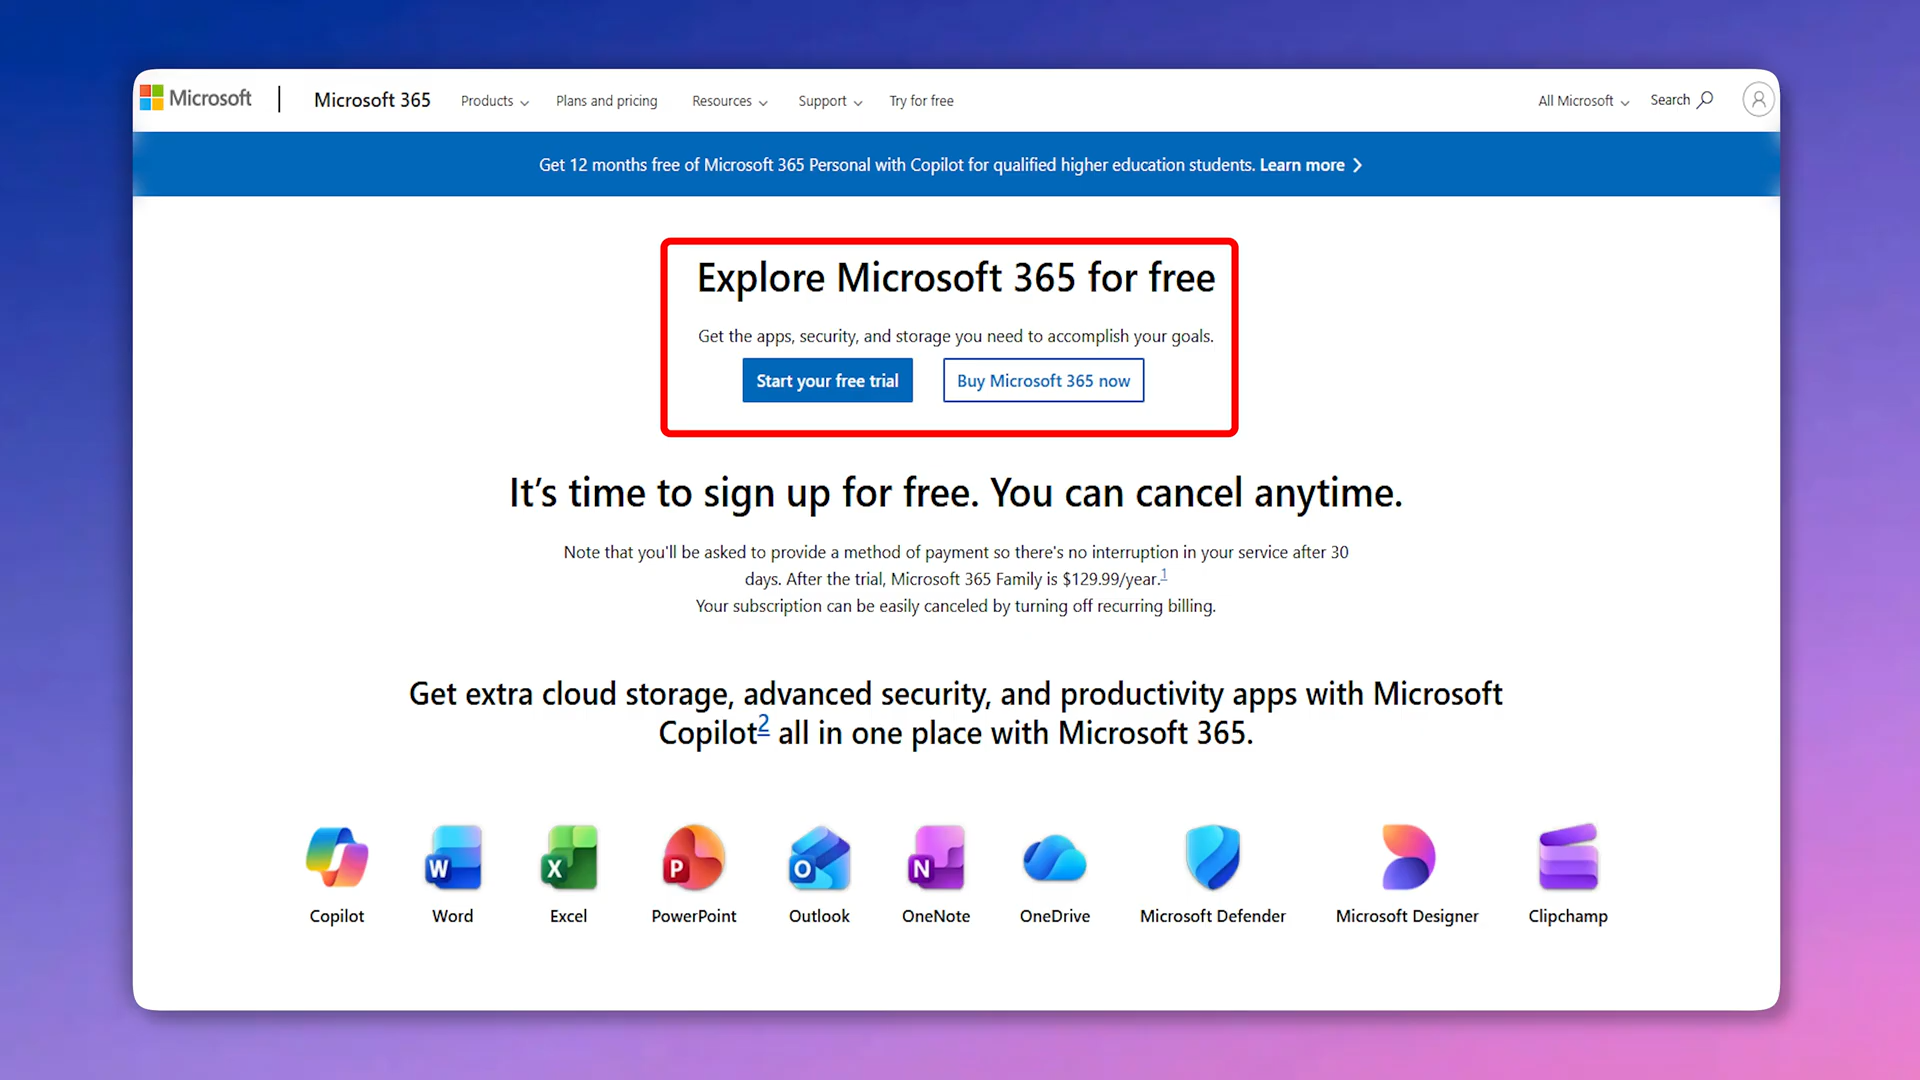 Microsoft
Microsoft 365
Products
Plans and pricing
Resources
Support
Try for free
All Microsoft
Search
Get 12 months free of Microsoft 365 Personal with Copilot for qualified higher education students. Learn more
Explore Microsoft 365 for free
Get the apps, security, and storage you need to accomplish your goals.
Start your free trial
Buy Microsoft 365 now
It's time to sign up for free. You can cancel anytime.
Note that you'll be asked to provide a method of payment so there's no interruption in your service after 30
days. After the trial, Microsoft 365 Family is $129.99/year.1
Your subscription can be easily canceled by turning off recurring billing.
Get extra cloud storage, advanced security, and productivity apps with Microsoft
Copilot2 all in one place with Microsoft 365.
W
X
P
O
N
Copilot
Word
Excel
PowerPoint
Outlook
OneNote
OneDrive
Microsoft Defender
Microsoft Designer
Clipchamp